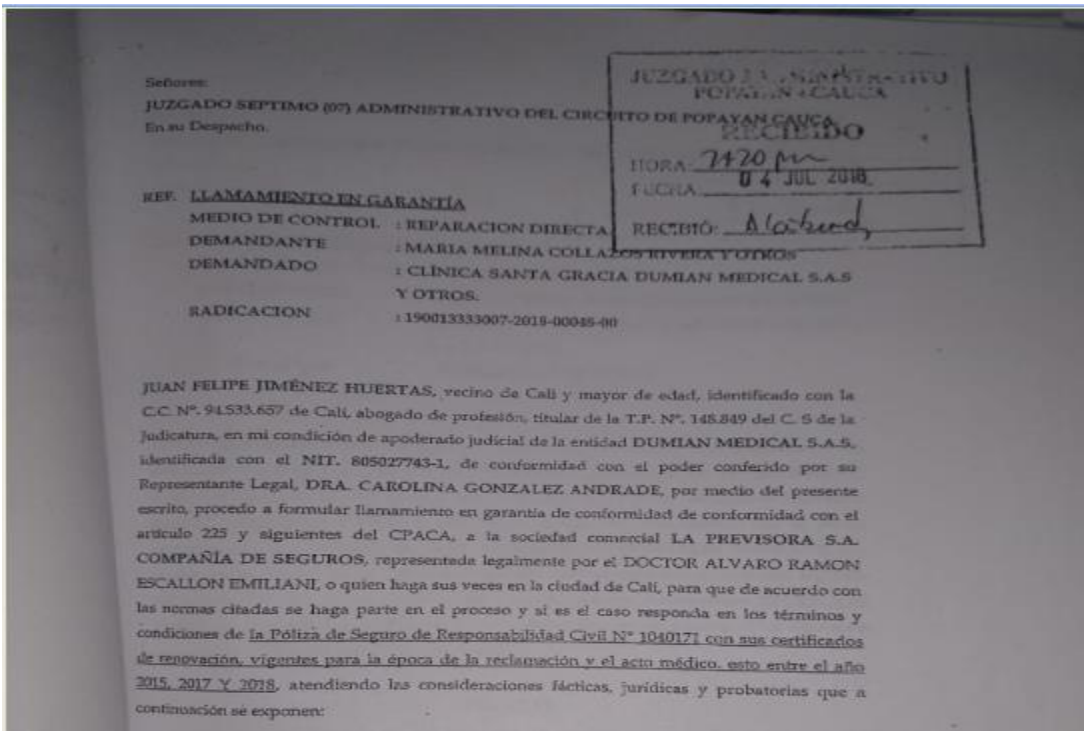 Señores:
JUZGADO SEPTIMO (07) ADMINISTRATIVO DEL CIRCUITO DE POPAYAN CAUCA
En su Despacho.
JUZGADO
POPAYAN - CAUCA
RECIBIDO
HORA:
FECHA: 04 JUL 2018
RECIBIÓ:
REF. LLAMAMIENTO EN GARANTÍA
MEDIO DE CONTROL : REPARACION DIRECTA
DEMANDANTE : MARIA MELINA COLLAZOS RIVERA Y OTROS
DEMANDADO : CLÍNICA SANTA GRACIA DUMIAN MEDICAL S.A.S
Y OTROS.
RADICACION : 190013333007-2018-00048-00
JUAN FELIPE JIMÉNEZ HUERTAS, vecino de Cali y mayor de edad, identificado con la
C.C. Nº. 94.533.657 de Cali, abogado de profesión, titular de la T.P. Nº. 148.849 del C. S de la
Judicatura, en mi condición de apoderado judicial de la entidad DUMIAN MEDICAL S.A.S,
identificada con el NIT. 805027743-1, de conformidad con el poder conferido por su
Representante Legal, DRA. CAROLINA GONZALEZ ANDRADE, por medio del presente
escrito, procedo a formular llamamiento en garantía de conformidad de conformidad con el
artículo 225 y siguientes del CPACA, a la sociedad comercial LA PREVISORA S.A.
COMPAÑÍA DE SEGUROS, representada legalmente por el DOCTOR ALVARO RAMON
ESCALLON EMILIANI, o quien haga sus veces en la ciudad de Cali, para que de acuerdo con
las normas citadas se haga parte en el proceso y si es el caso responda en los términos y
condiciones de la Póliza de Seguro de Responsabilidad Civil Nº 1040171 con sus certificados
de renovación, vigentes para la época de la reclamación y el acto médico, esto entre el año
2015, 2017 Y 2018, atendiendo las consideraciones fácticas, jurídicas y probatorias que a
continuación se exponen: